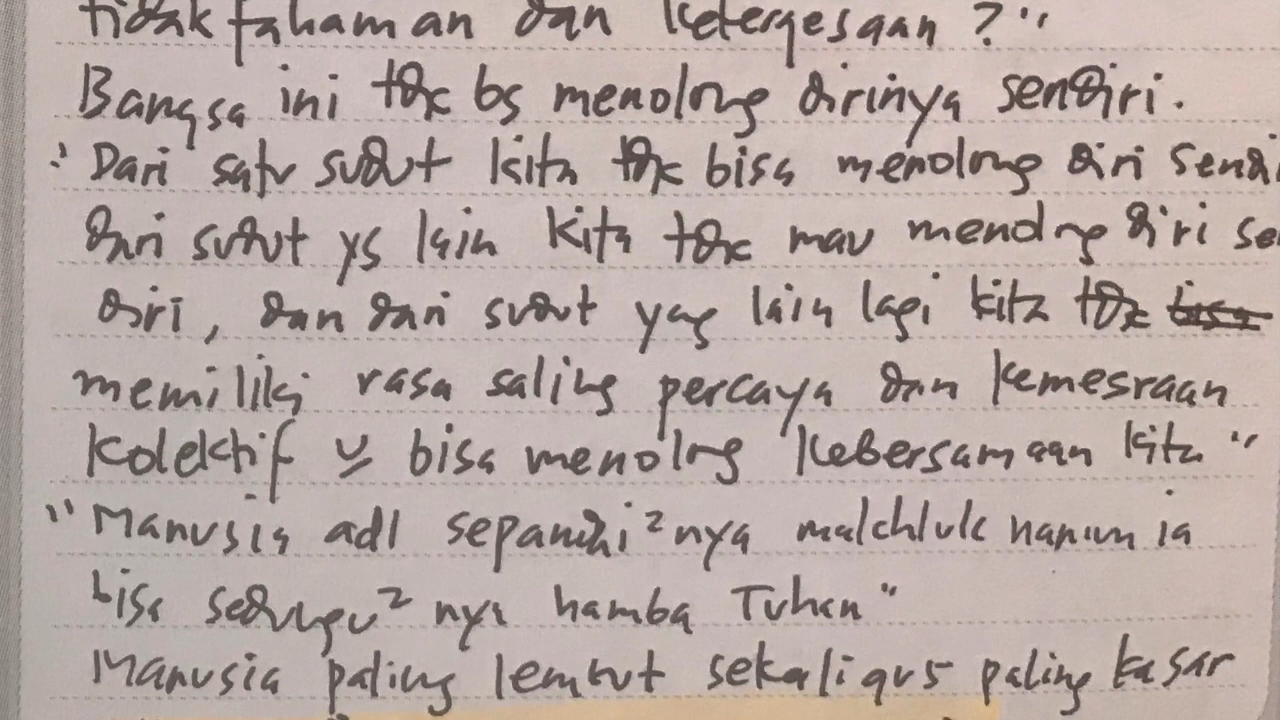 tidak fahaman dan ketergesaan ?"
Bangsa ini tdk bs menolong dirinya sendiri.
"Dari satu sudut kita tdk bisa menolong diri sendi
dari sudut yg lain kita tdk mau menolong diri se
diri, dan dari sudut yang lain lagi kita tdk bisa
memiliki rasa saling percaya dan kemesraan
kolektif yg bisa menolong kebersamaan kita"
"Manusia adl sepandai²nya makhluk namun ia
bisa sedungu²nya hamba Tuhan"
Manusia paling lembut sekaligus paling kasar